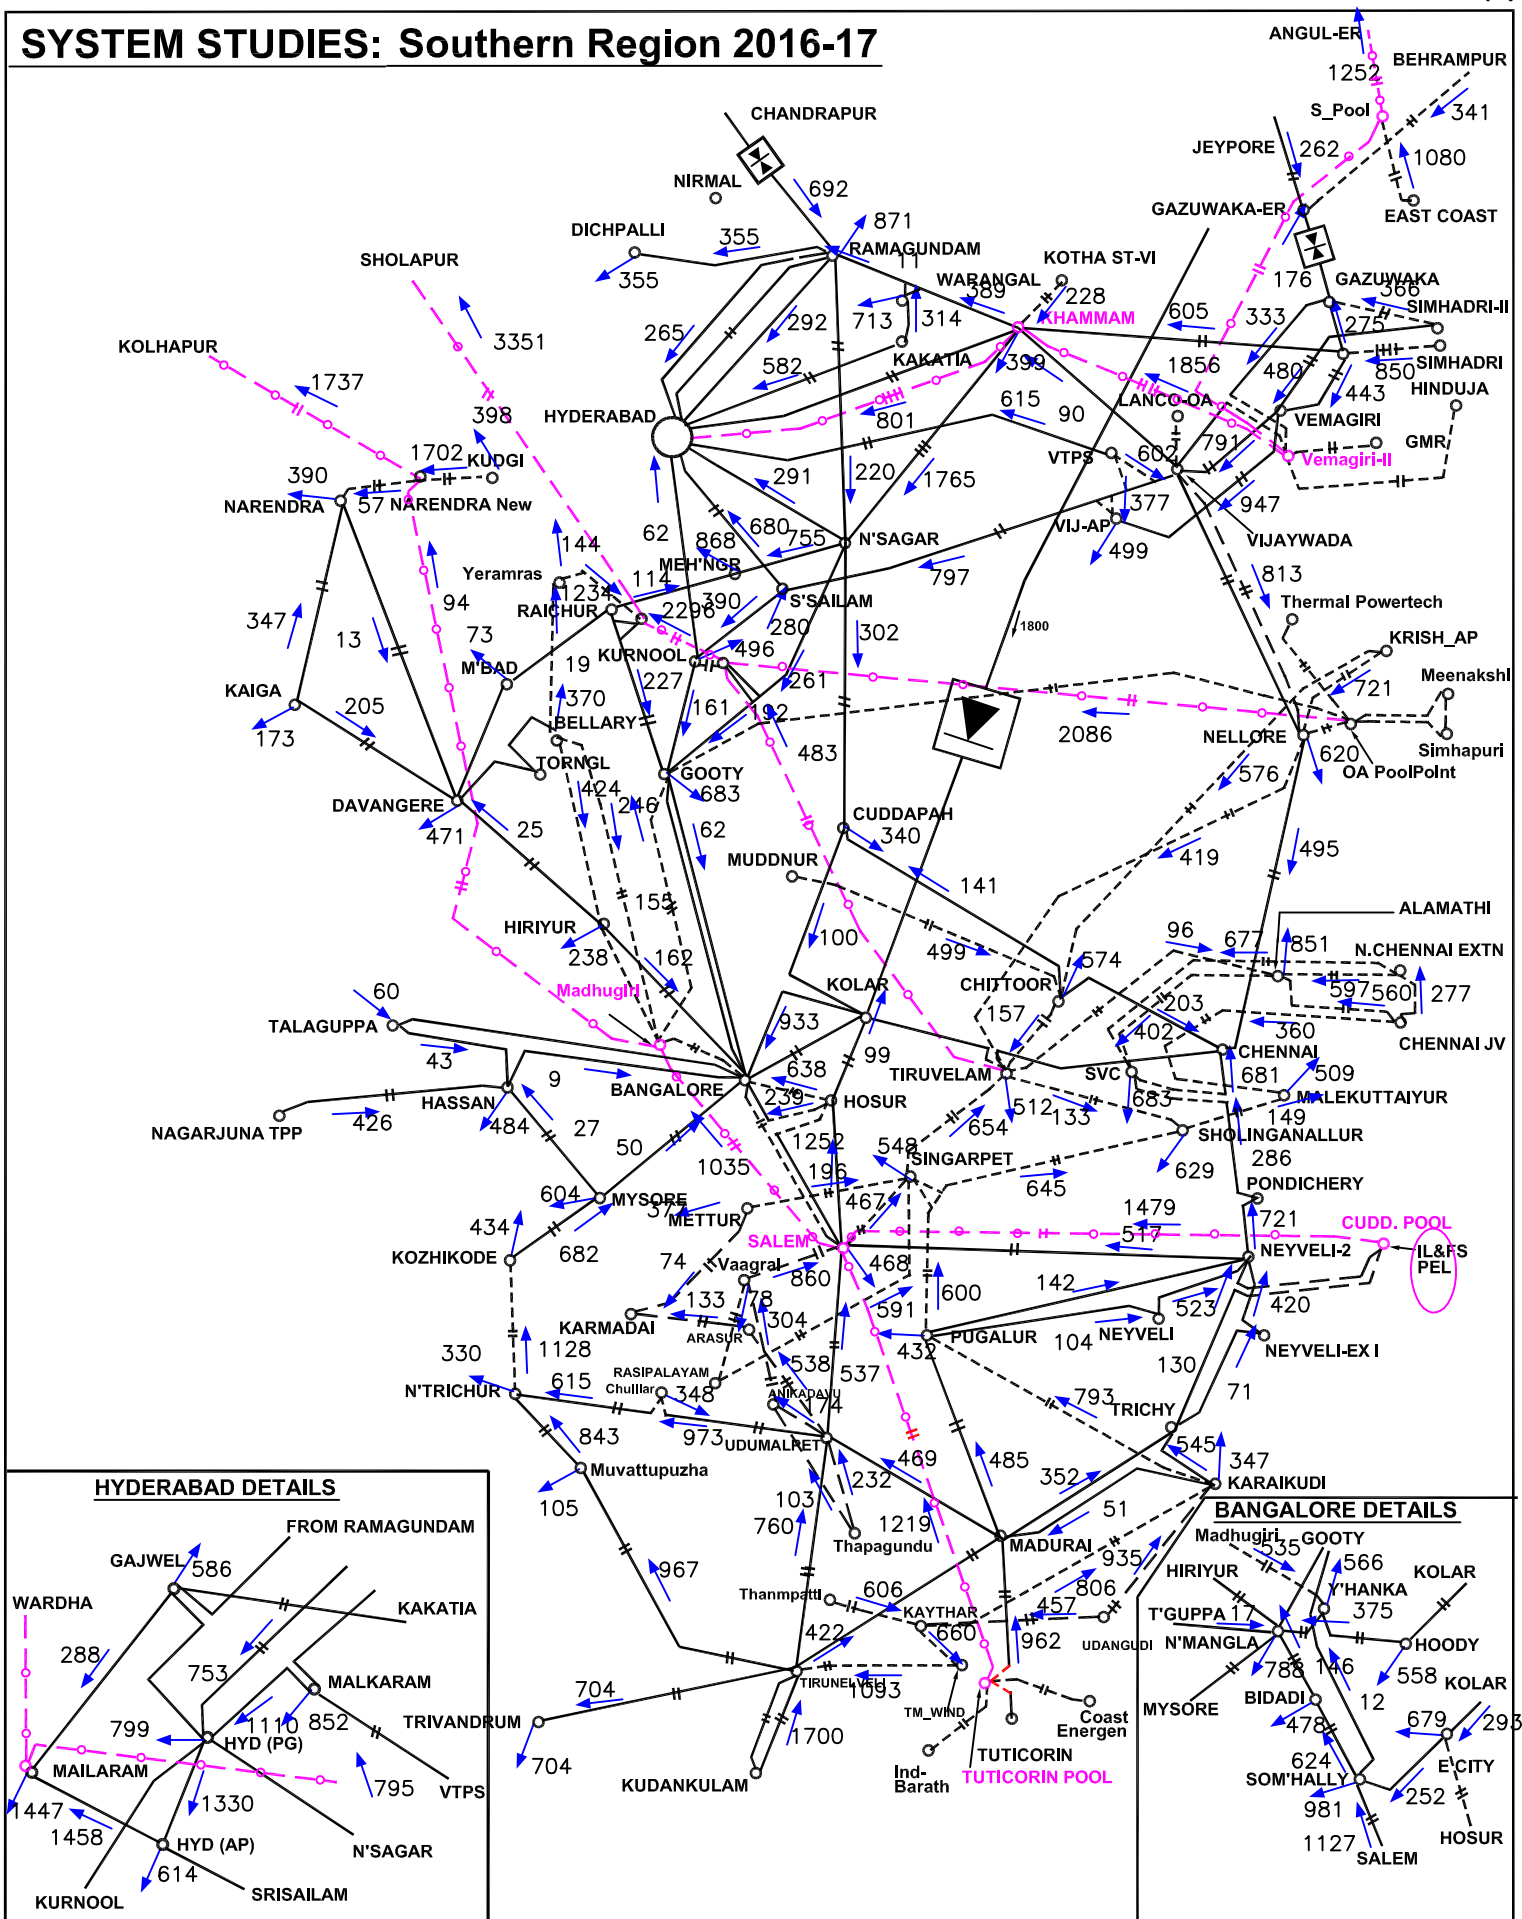 SYSTEM STUDIES: Southern Region 2016-17
ANGUL-ER
1252
BEHRAMPUR
S_Pool
341
CHANDRAPUR
JEYPORE
262
1080
NIRMAL
692
GAZUWAKA-ER
EAST COAST
DICHPALLI
355
871
RAMAGUNDAM
SHOLAPUR
355
11
WARANGAL
KOTHA ST-VI
176
GAZUWAKA
389
228
366
SIMHADRI-II
3351
265
292
713
314
KHAMMAM
605
333
275
KOLHAPUR
582
KAKATIA
399
1856
480
850
SIMHADRI
1737
443
HINDUJA
398
HYDERABAD
801
615
90
LANCO-OA
VEMAGIRI
GMR
1702
KUDGI
VTPS
602
791
Vemagiri-II
390
291
220
1765
NARENDRA
57
NARENDRA New
377
947
62
680
755
N'SAGAR
VIJ-AP
499
VIJAYWADA
144
868
MEH'NGR
797
813
Yeramras
114
1234
RAICHUR
2296
390
S'SAILAM
Thermal Powertech
347
13
94
73
280
302
1800
KRISH_AP
M'BAD
19
KURNOOL
496
Meenakshi
KAIGA
227
261
721
205
370
161
192
173
BELLARY
483
2086
NELLORE
620
Simhapuri
TORNGL
GOOTY
576
OA PoolPoint
DAVANGERE
424
246
683
471
25
62
CUDDAPAH
340
MUDDNUR
419
495
155
141
ALAMATHI
HIRIYUR
100
96
677
851
N.CHENNAI EXTN
238
162
499
574
Madhugiri
KOLAR
CHITTOOR
597
560
277
60
157
203
TALAGUPPA
933
402
360
43
99
CHENNAI
CHENNAI JV
638
TIRUVELAM
SVC
9
BANGALORE
681
509
HASSAN
239
HOSUR
512
133
683
MALEKUTTAIYUR
NAGARJUNA TPP
426
484
27
149
50
1252
654
SHOLINGANALLUR
1035
548
SINGARPET
286
196
629
604
MYSORE
377
467
645
PONDICHERY
METTUR
1479
434
721
CUDD. POOL
KOZHIKODE
682
SALEM
517
NEYVELI-2
IL&FS
PEL
74
Vaagrai
468
860
142
133
78
591
600
523
420
KARMADAI
304
ARASUR
PUGALUR
104
NEYVELI
NEYVELI-EX I
330
1128
538
537
432
130
RASIPALAYAM
N'TRICHUR
615
Chulliar
348
ANIKADAVU
793
71
174
TRICHY
843
973
UDUMALPET
545
469
485
347
Muvattupuzha
232
352
KARAIKUDI
105
103
51
760
1219
Thapagundu
MADURAI
967
935
Thanmpatti
606
806
KAYTHAR
457
UDANGUDI
422
660
962
TIRUNELVELI
1093
704
TRIVANDRUM
TM_WIND
Coast
Energen
704
1700
KUDANKULAM
Ind-
Barath
TUTICORIN
TUTICORIN POOL
HYDERABAD DETAILS
FROM RAMAGUNDAM
GAJWEL
586
WARDHA
KAKATIA
288
753
MALKARAM
799
1110
852
HYD (PG)
MAILARAM
795
VTPS
1447
1330
1458
HYD (AP)
N'SAGAR
614
KURNOOL
SRISAILAM
BANGALORE DETAILS
Madhugiri
535
GOOTY
HIRIYUR
566
KOLAR
Y'HANKA
T'GUPPA
17
375
N'MANGLA
HOODY
788
146
558
KOLAR
MYSORE
BIDADI
12
478
679
293
624
SOM'HALLY
E.CITY
981
252
1127
HOSUR
SALEM